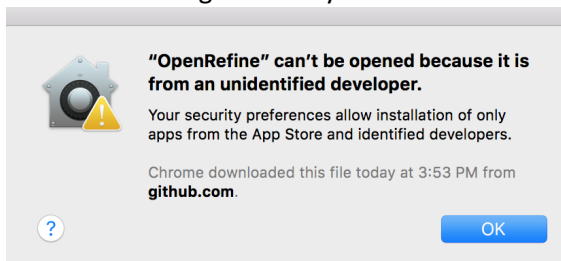 “OpenRefine” can’t be opened because it is
from an unidentified developer.
Your security preferences allow installation of only
apps from the App Store and identified developers.
Chrome downloaded this file today at 3:53 PM from
github.com.
?
OK